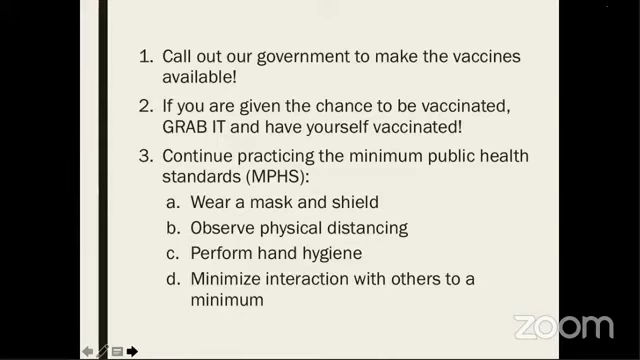 1. Call out our government to make the vaccines
available!
2. If you are given the chance to be vaccinated,
GRAB IT and have yourself vaccinated!
3. Continue practicing the minimum public health
standards (MPHS):
a. Wear a mask and shield
b. Observe physical distancing
c. Perform hand hygiene
d. Minimize interaction with others to a
minimum
zoom